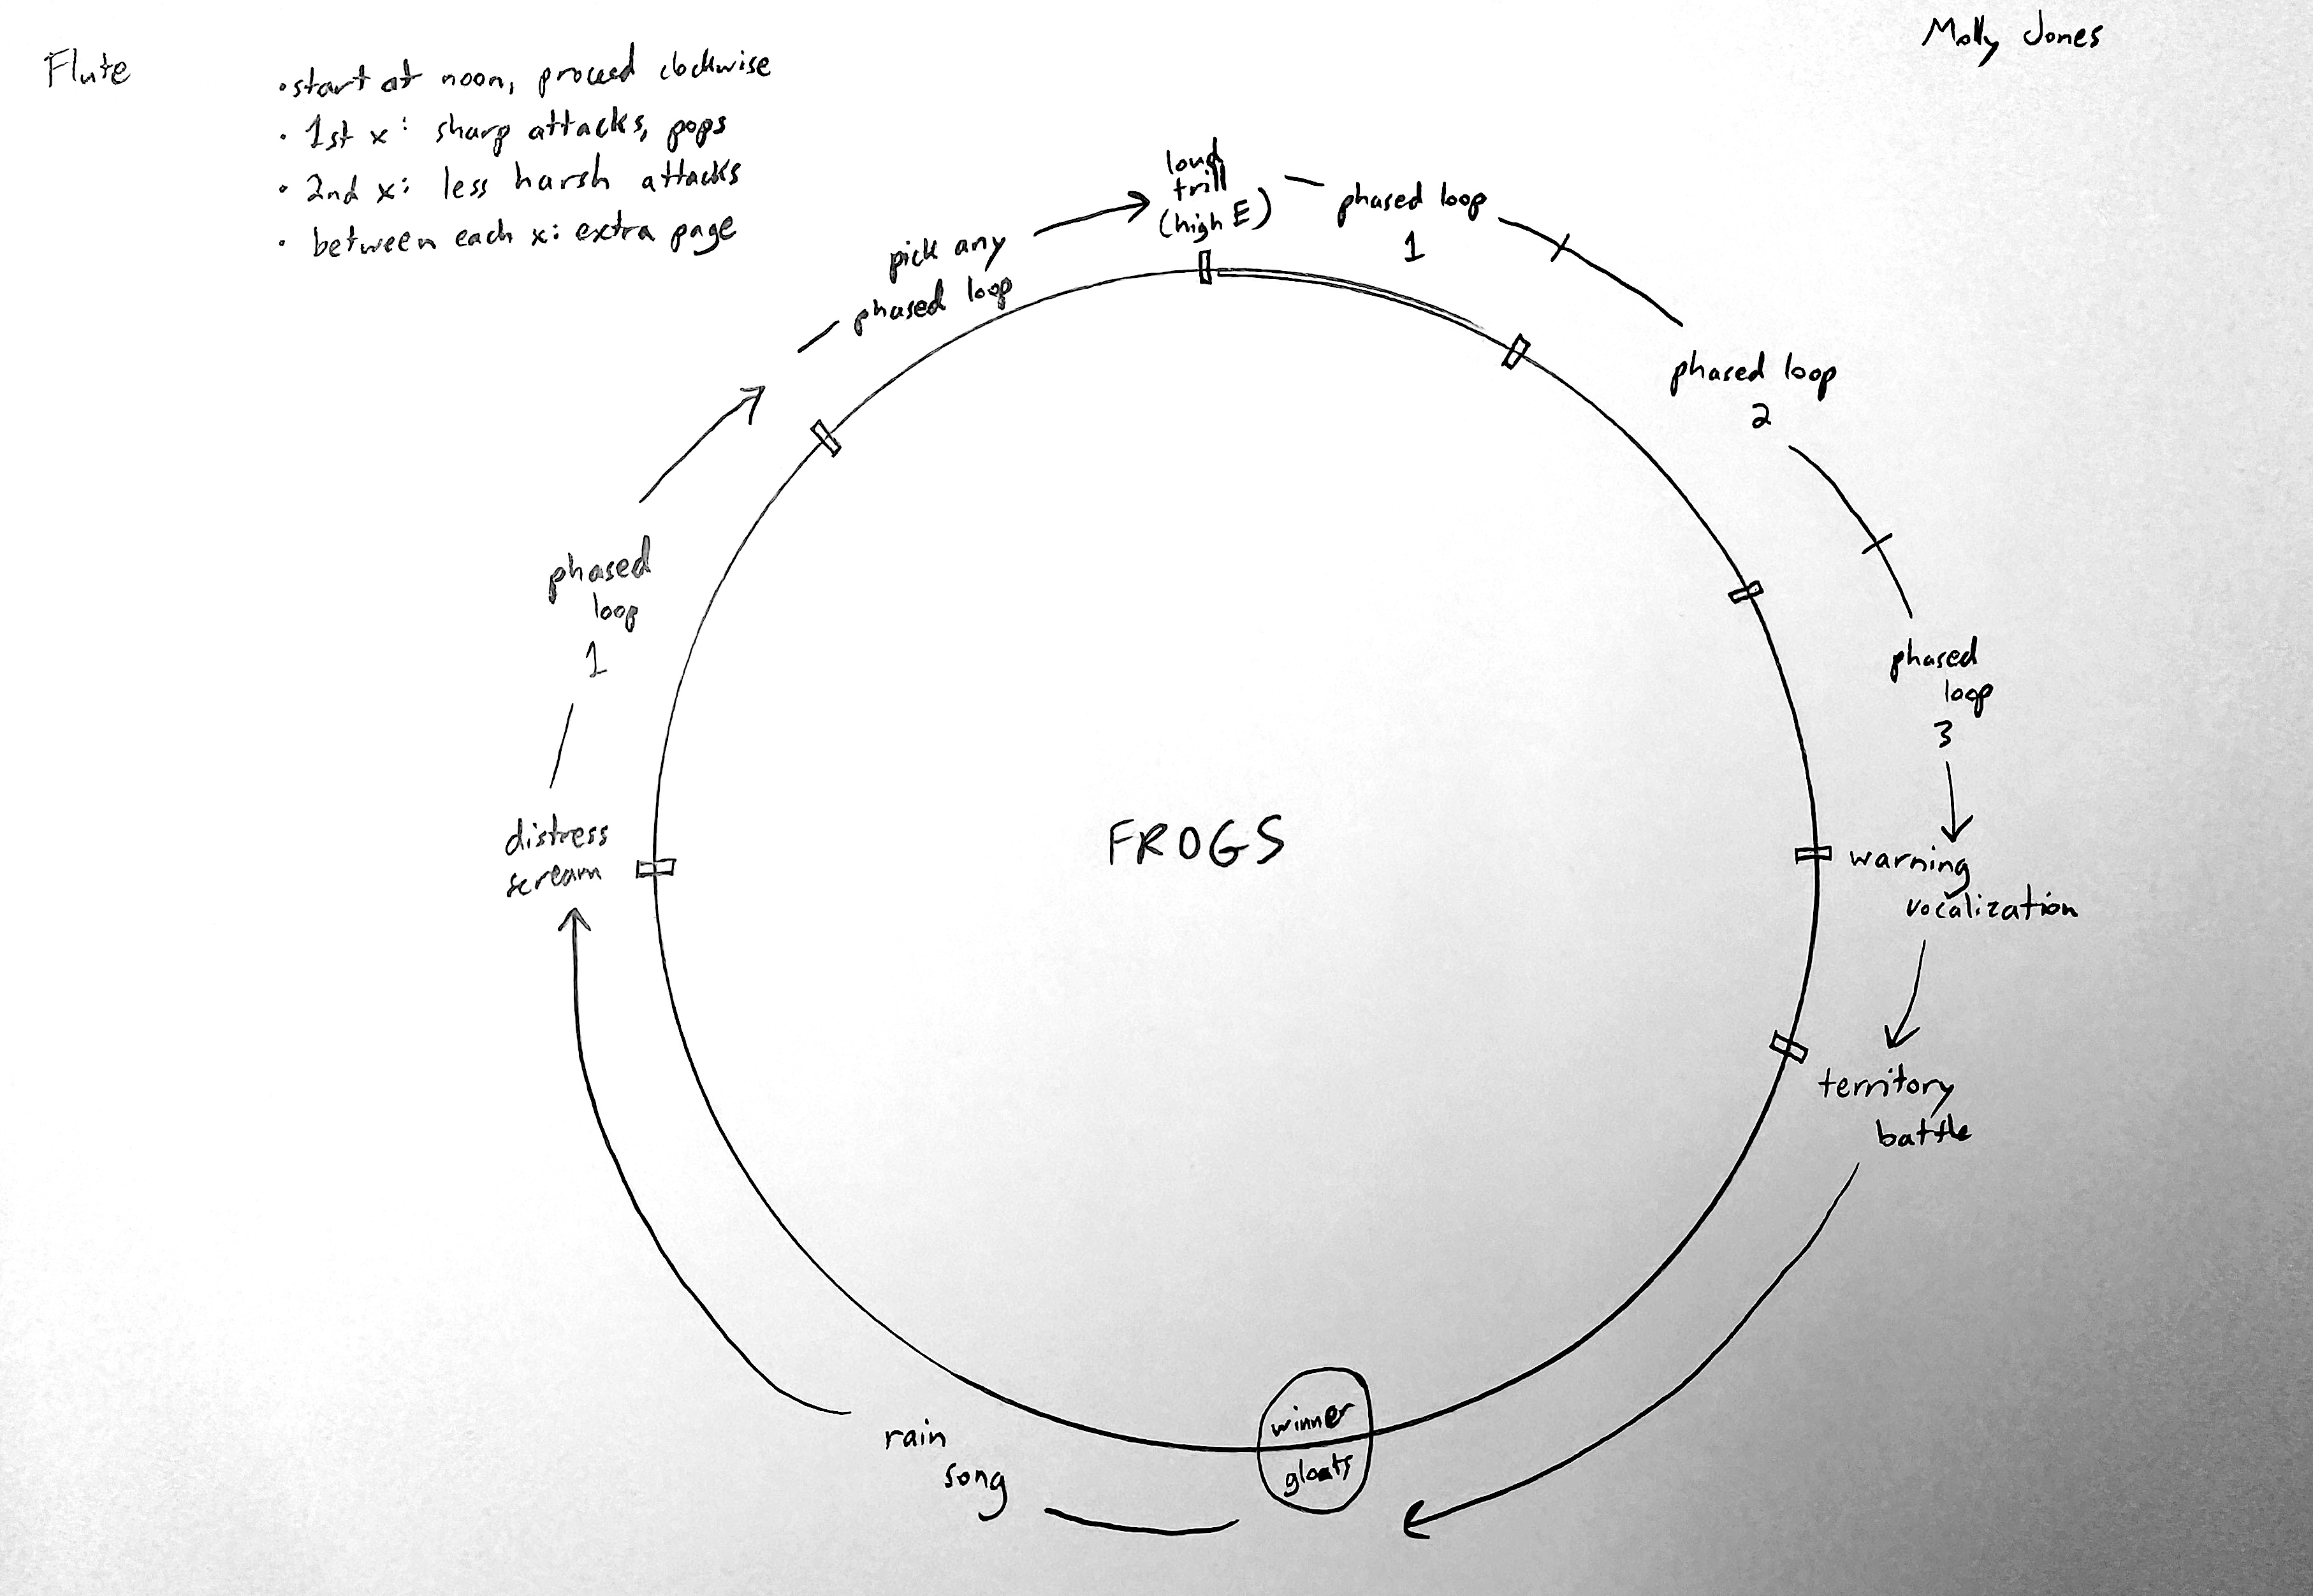 Flute
Molly Jones
• start at noon, proceed clockwise
• 1st x: sharp attacks, pops
• 2nd x: less harsh attacks
• between each x: extra page
loud
trill
(high E)
phased loop
1
phased loop
2
phased
loop
3
warning
vocalization
territory
battle
winner
gloats
rain
song
distress
scream
phased
loop
1
pick any
phased loop
FROGS